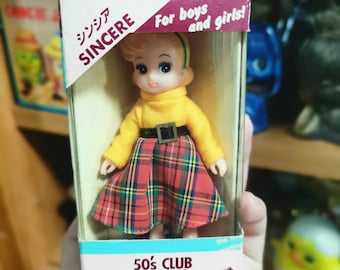 シンシア
SINCERE
For boys
and girls!
50's CLUB